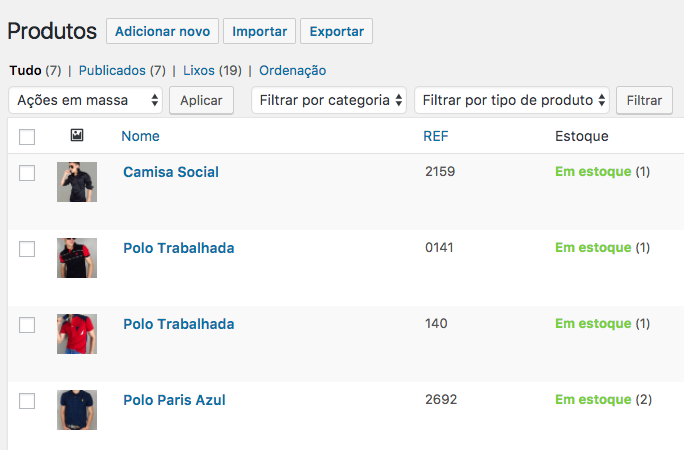 Produtos Adicionar novo Importar Exportar
Tudo (7) | Publicados (7) | Lixos (19) | Ordenação
Ações em massa Aplicar Filtrar por categoria Filtrar por tipo de produto Filtrar
Nome REF Estoque
Camisa Social 2159 Em estoque (1)
Polo Trabalhada 0141 Em estoque (1)
Polo Trabalhada 140 Em estoque (1)
Polo Paris Azul 2692 Em estoque (2)